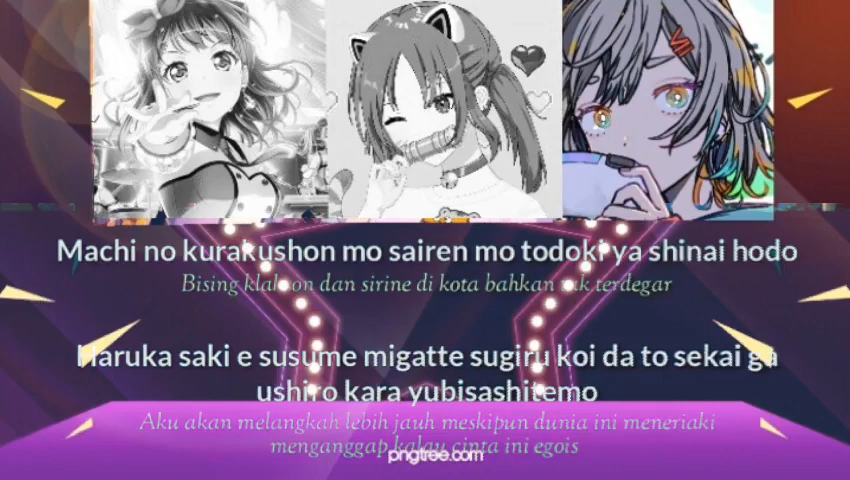 Machi no kurakushon mo sairen mo todoki ya shinai hodo
Bising klakson dan sirine di kota bahkan tak terdegar
Haruka saki e susume migatte sugiru koi da to sekai ga
ushiro kara yubisashitemo
Aku akan melangkah lebih jauh meskipun dunia ini meneriaki
menganggap kalau cinta ini egois
pngtree.com